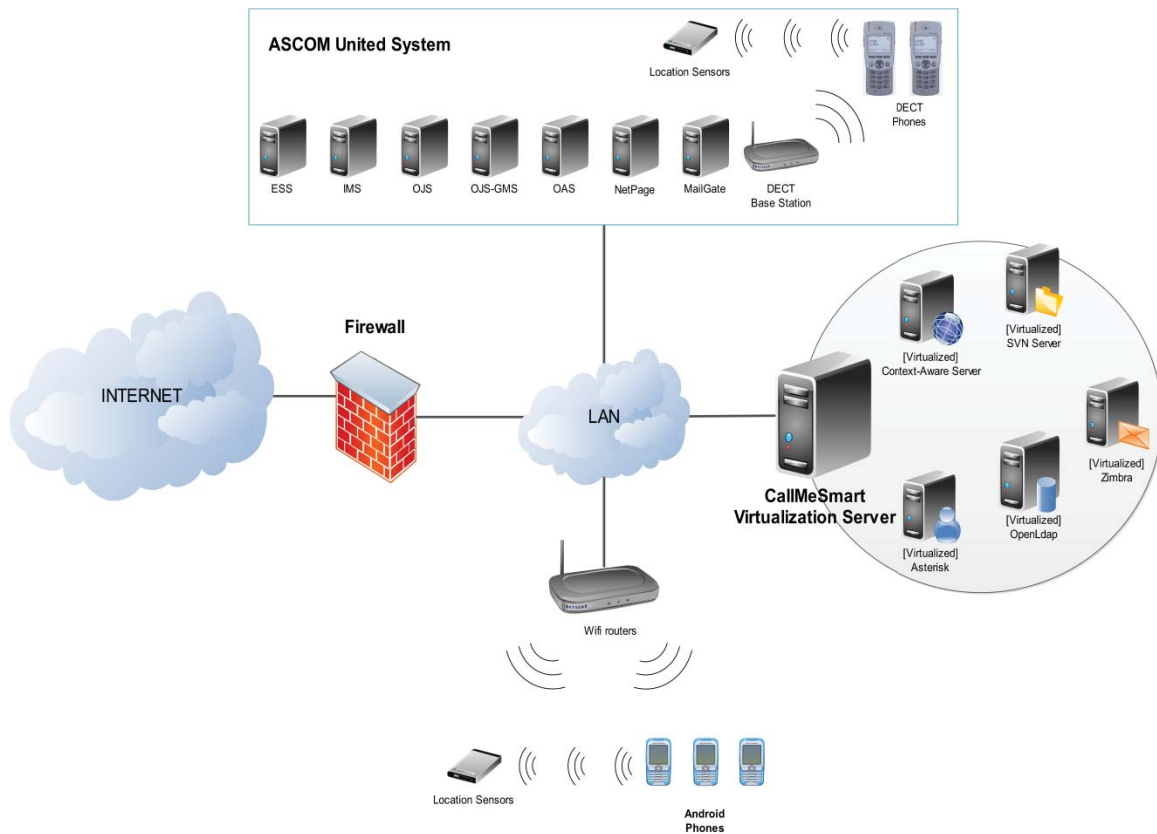 ASCOM United System
Location Sensors
DECT
Phones
ESS
IMS
OJS
OJS-GMS
OAS
NetPage
MailGate
DECT
Base Station
INTERNET
Firewall
LAN
CallMeSmart
Virtualization Server
[Virtualized]
Context-Aware Server
[Virtualized]
SVN Server
[Virtualized]
Zimbra
[Virtualized]
OpenLdap
[Virtualized]
Asterisk
NETGEAR
Wifi routers
Location Sensors
Android
Phones